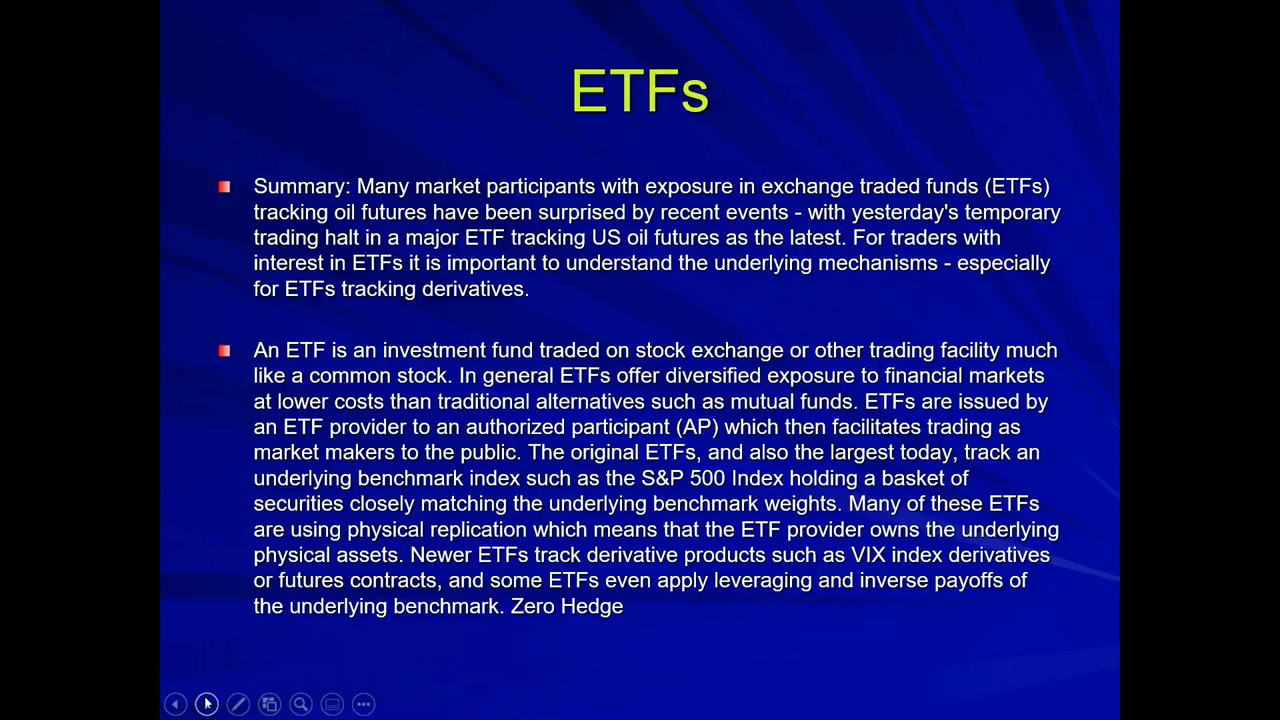 ETFs
Summary: Many market participants with exposure in exchange traded funds (ETFs)
tracking oil futures have been surprised by recent events - with yesterday's temporary
trading halt in a major ETF tracking US oil futures as the latest. For traders with
interest in ETFs it is important to understand the underlying mechanisms - especially
for ETFs tracking derivatives.
An ETF is an investment fund traded on stock exchange or other trading facility much
like a common stock. In general ETFs offer diversified exposure to financial markets
at lower costs than traditional alternatives such as mutual funds. ETFs are issued by
an ETF provider to an authorized participant (AP) which then facilitates trading as
market makers to the public. The original ETFs, and also the largest today, track an
underlying benchmark index such as the S&P 500 Index holding a basket of
securities closely matching the underlying benchmark weights. Many of these ETFs
are using physical replication which means that the ETF provider owns the underlying
physical assets. Newer ETFs track derivative products such as VIX index derivatives
or futures contracts, and some ETFs even apply leveraging and inverse payoffs of
the underlying benchmark. Zero Hedge